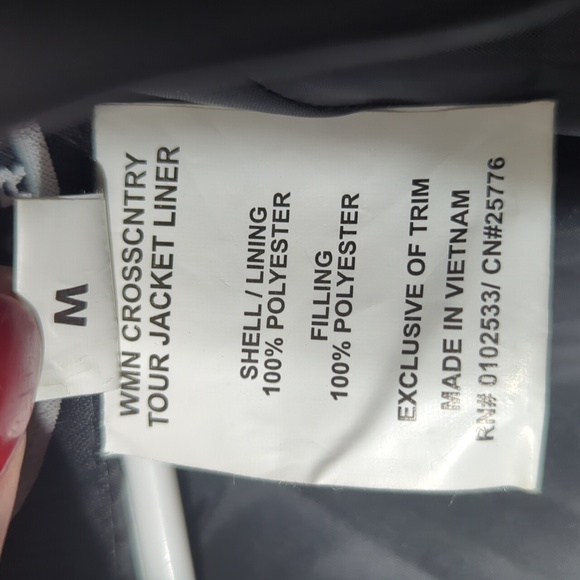 M
WMN CROSSCNTRY
TOUR JACKET LINER
SHELL / LINING
100% POLYESTER
FILLING
100% POLYESTER
EXCLUSIVE OF TRIM
MADE IN VIETNAM
RN# 0102533/ CN#25776